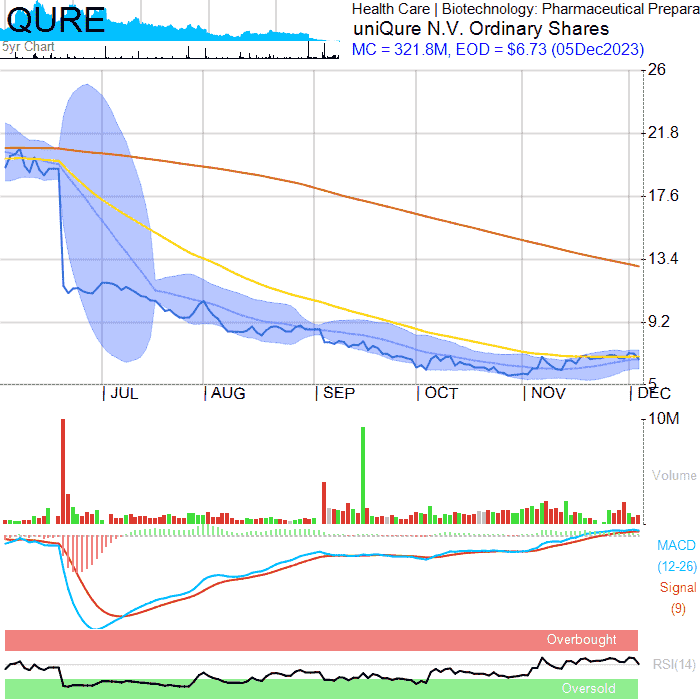 QURE
Health Care | Biotechnology: Pharmaceutical Prepara
uniQure N.V. Ordinary Shares
MC = 321.8M, EOD = $6.73 (05Dec2023)
5yr Chart
26
21.8
17.6
13.4
9.2
5
JUL AUG SEP OCT NOV DEC
10M
Volume
MACD
(12-26)
Signal
(9)
Overbought
RSI(14)
Oversold